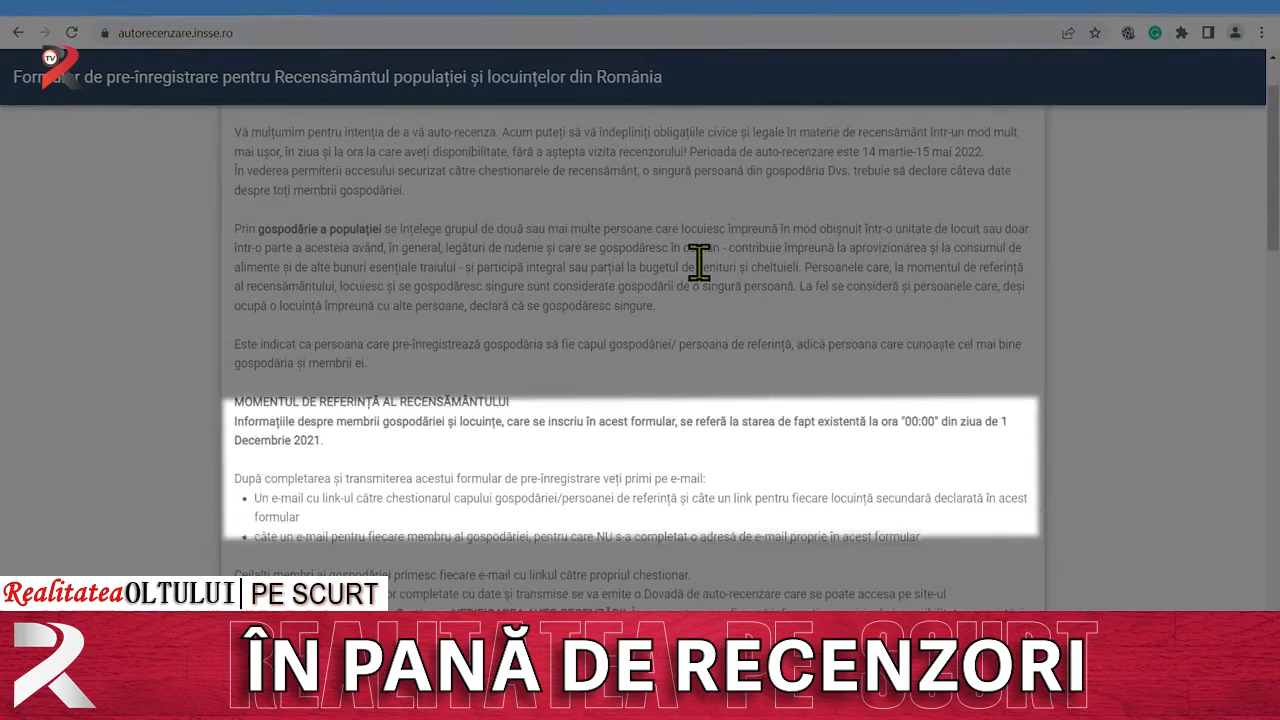 autorecenzare.insse.ro
TV
Formular de pre-înregistrare pentru Recensământul populației și locuințelor din România
Vă mulțumim pentru intenția de a vă auto-recenza. Acum puteți să vă îndepliniți obligațiile civice și legale în materie de recensământ într-un mod mult
mai ușor, în ziua și la ora la care aveți disponibilitate, fără a aștepta vizita recenzorului! Perioada de auto-recenzare este 14 martie-15 mai 2022.
În vederea permiterii accesului securizat către chestionarele de recensământ, o singură persoană din gospodăria Dvs. trebuie să declare câteva date
despre toți membrii gospodăriei.
Prin gospodărie a populației se înțelege grupul de două sau mai multe persoane care locuiesc împreună în mod obișnuit într-o unitate de locuit sau doar
într-o parte a acesteia având, în general, legături de rudenie și care se gospodăresc în comun - contribuie împreună la aprovizionarea și la consumul de
alimente și de alte bunuri esențiale traiului - și participă integral sau parțial la bugetul de venituri și cheltuieli. Persoanele care, la momentul de referință
al recensământului, locuiesc și se gospodăresc singure sunt considerate gospodării de o singură persoană. La fel se consideră și persoanele care, deși
ocupă o locuință împreună cu alte persoane, declară că se gospodăresc singure.
Este indicat ca persoana care pre-înregistrează gospodăria să fie capul gospodăriei/ persoana de referință, adică persoana care cunoaște cel mai bine
gospodăria și membrii ei.
MOMENTUL DE REFERINȚĂ AL RECENSĂMÂNTULUI
Informațiile despre membrii gospodăriei și locuințe, care se inscriu în acest formular, se referă la starea de fapt existentă la ora "00:00" din ziua de 1
Decembrie 2021.
După completarea și transmiterea acestui formular de pre-înregistrare veți primi pe e-mail:
• Un e-mail cu link-ul către chestionarul capului gospodăriei/persoanei de referință și câte un link pentru fiecare locuință secundară declarată în acest
formular
• câte un e-mail pentru fiecare membru al gospodăriei, pentru care NU s-a completat o adresă de e-mail proprie în acest formular
Ceilalți membri ai gospodăriei primesc fiecare e-mail cu linkul către propriul chestionar.
completate cu date și transmise se va emite o Dovadă de auto-recenzare care se poate accesa pe site-ul
RealitateaOLTULUI PE SCURT
REALITATEA PE SCURT
ÎN PANĂ DE RECENZORI